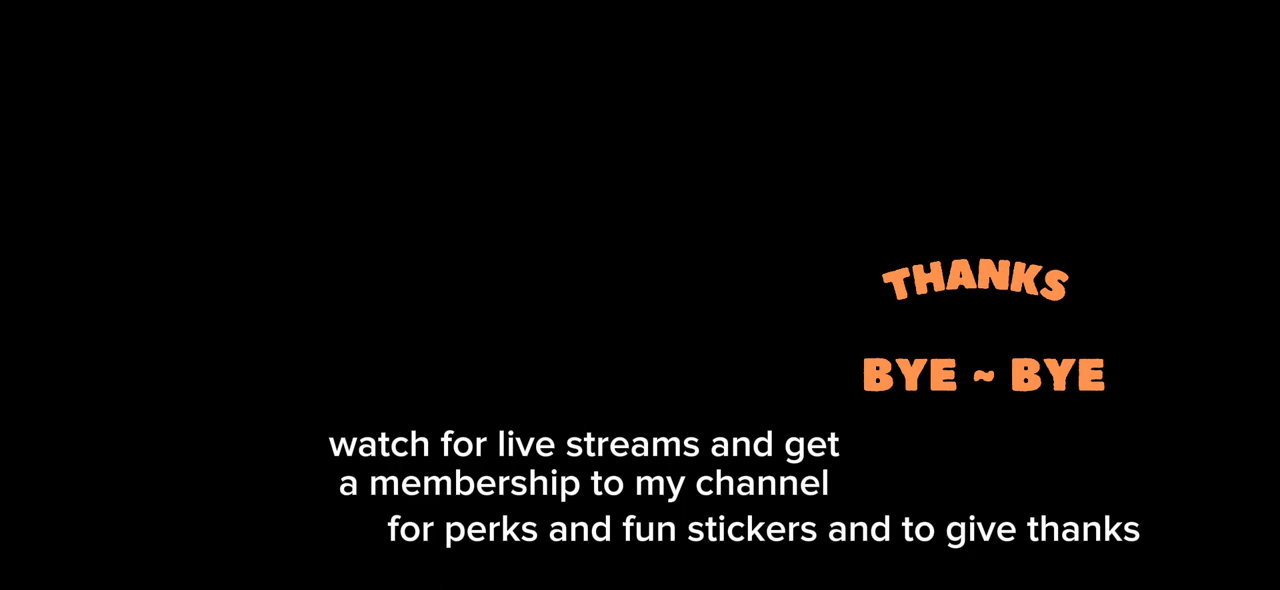 THANKS
BYE ~ BYE
watch for live streams and get
a membership to my channel
for perks and fun stickers and to give thanks